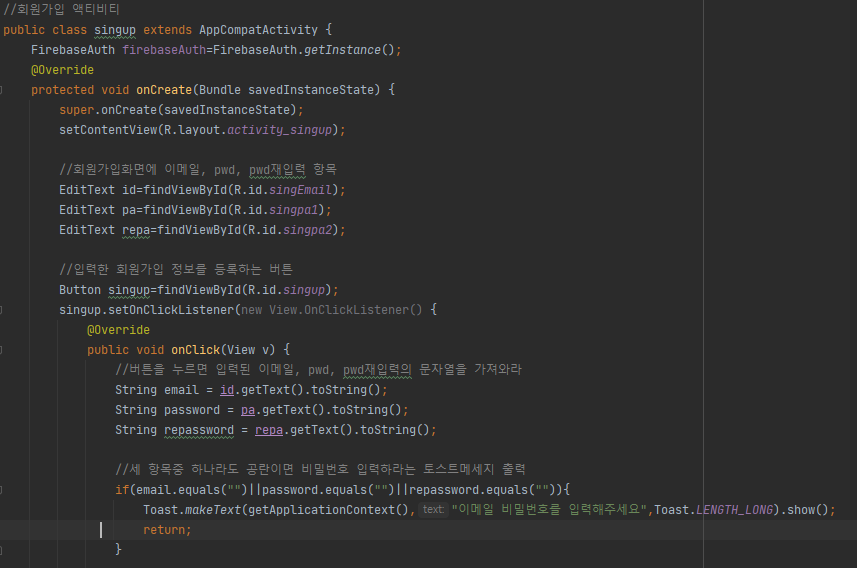 //회원가입 액티비티
public class singup extends AppCompatActivity {
FirebaseAuth firebaseAuth=FirebaseAuth.getInstance();
@Override
protected void onCreate(Bundle savedInstanceState) {
super.onCreate(savedInstanceState);
setContentView(R.layout.activity_singup);
//회원가입화면에 이메일, pwd, pwd재입력 항목
EditText id=findViewById(R.id.singEmail);
EditText pa=findViewById(R.id.singpa1);
EditText repa=findViewById(R.id.singpa2);
//입력한 회원가입 정보를 등록하는 버튼
Button singup=findViewById(R.id.singup);
singup.setOnClickListener(new View.OnClickListener() {
@Override
public void onClick(View v) {
//버튼을 누르면 입력된 이메일, pwd, pwd재입력의 문자열을 가져와라
String email = id.getText().toString();
String password = pa.getText().toString();
String repassword = repa.getText().toString();
//세 항목중 하나라도 공란이면 비밀번호 입력하라는 토스트메세지 출력
if(email.equals("")||password.equals("")||repassword.equals("")){
Toast.makeText(getApplicationContext(), text: "이메일 비밀번호를 입력해주세요",Toast.LENGTH_LONG).show();
return;
}